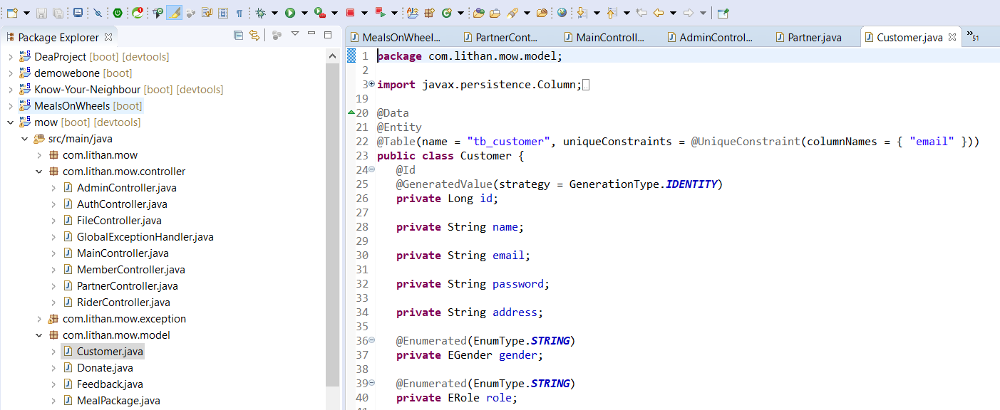 Package Explorer
DeaProject [boot] [devtools]
demowebone [boot]
Know-Your-Neighbour [boot] [devtools]
MealsOnWheels [boot]
mow [boot] [devtools]
src/main/java
com.lithan.mow
com.lithan.mow.controller
AdminController.java
AuthController.java
FileController.java
GlobalExceptionHandler.java
MainController.java
MemberController.java
PartnerController.java
RiderController.java
com.lithan.mow.exception
com.lithan.mow.model
Customer.java
Donate.java
Feedback.java
MealPackage.java
MealsOnWheel... PartnerCont... MainControll... AdminControl... Partner.java Customer.java »51
1 package com.lithan.mow.model;
2
3 import javax.persistence.Column;
19
20 @Data
21 @Entity
22 @Table(name = "tb_customer", uniqueConstraints = @UniqueConstraint(columnNames = { "email" }))
23 public class Customer {
24 @Id
25 @GeneratedValue(strategy = GenerationType.IDENTITY)
26 private Long id;
27
28 private String name;
29
30 private String email;
31
32 private String password;
33
34 private String address;
35
36 @Enumerated(EnumType.STRING)
37 private EGender gender;
38
39 @Enumerated(EnumType.STRING)
40 private ERole role;